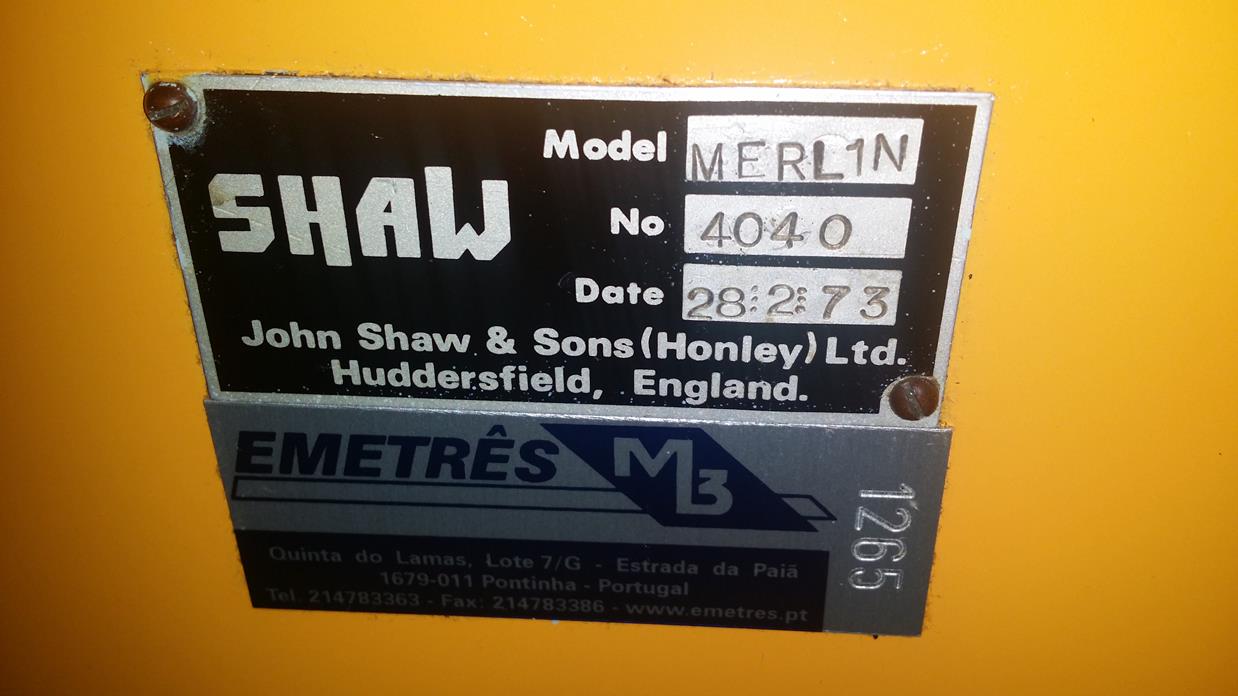 SHAW
Model MERL1N
No 4040
Date 28:2:73
John Shaw & Sons (Honley) Ltd.
Huddersfield, England.
EMETRÊS M3
1265
Quinta do Lamas, Lote 7/G - Estrada da Paiã
1679-011 Pontinha - Portugal
Tel. 214783363 - Fax: 214783386 - www.emetres.pt